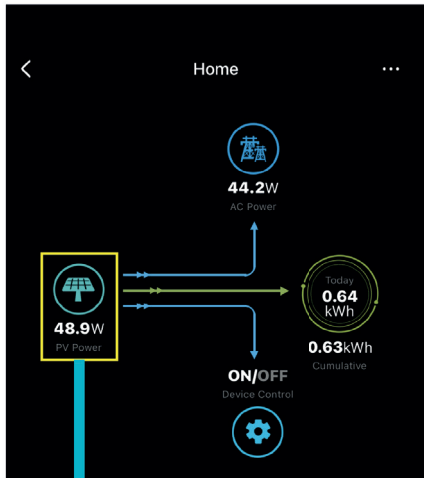 Home
44.2W
AC Power
48.9W
PV Power
Today
0.64
kWh
0.63kWh
Cumulative
ON/OFF
Device Control